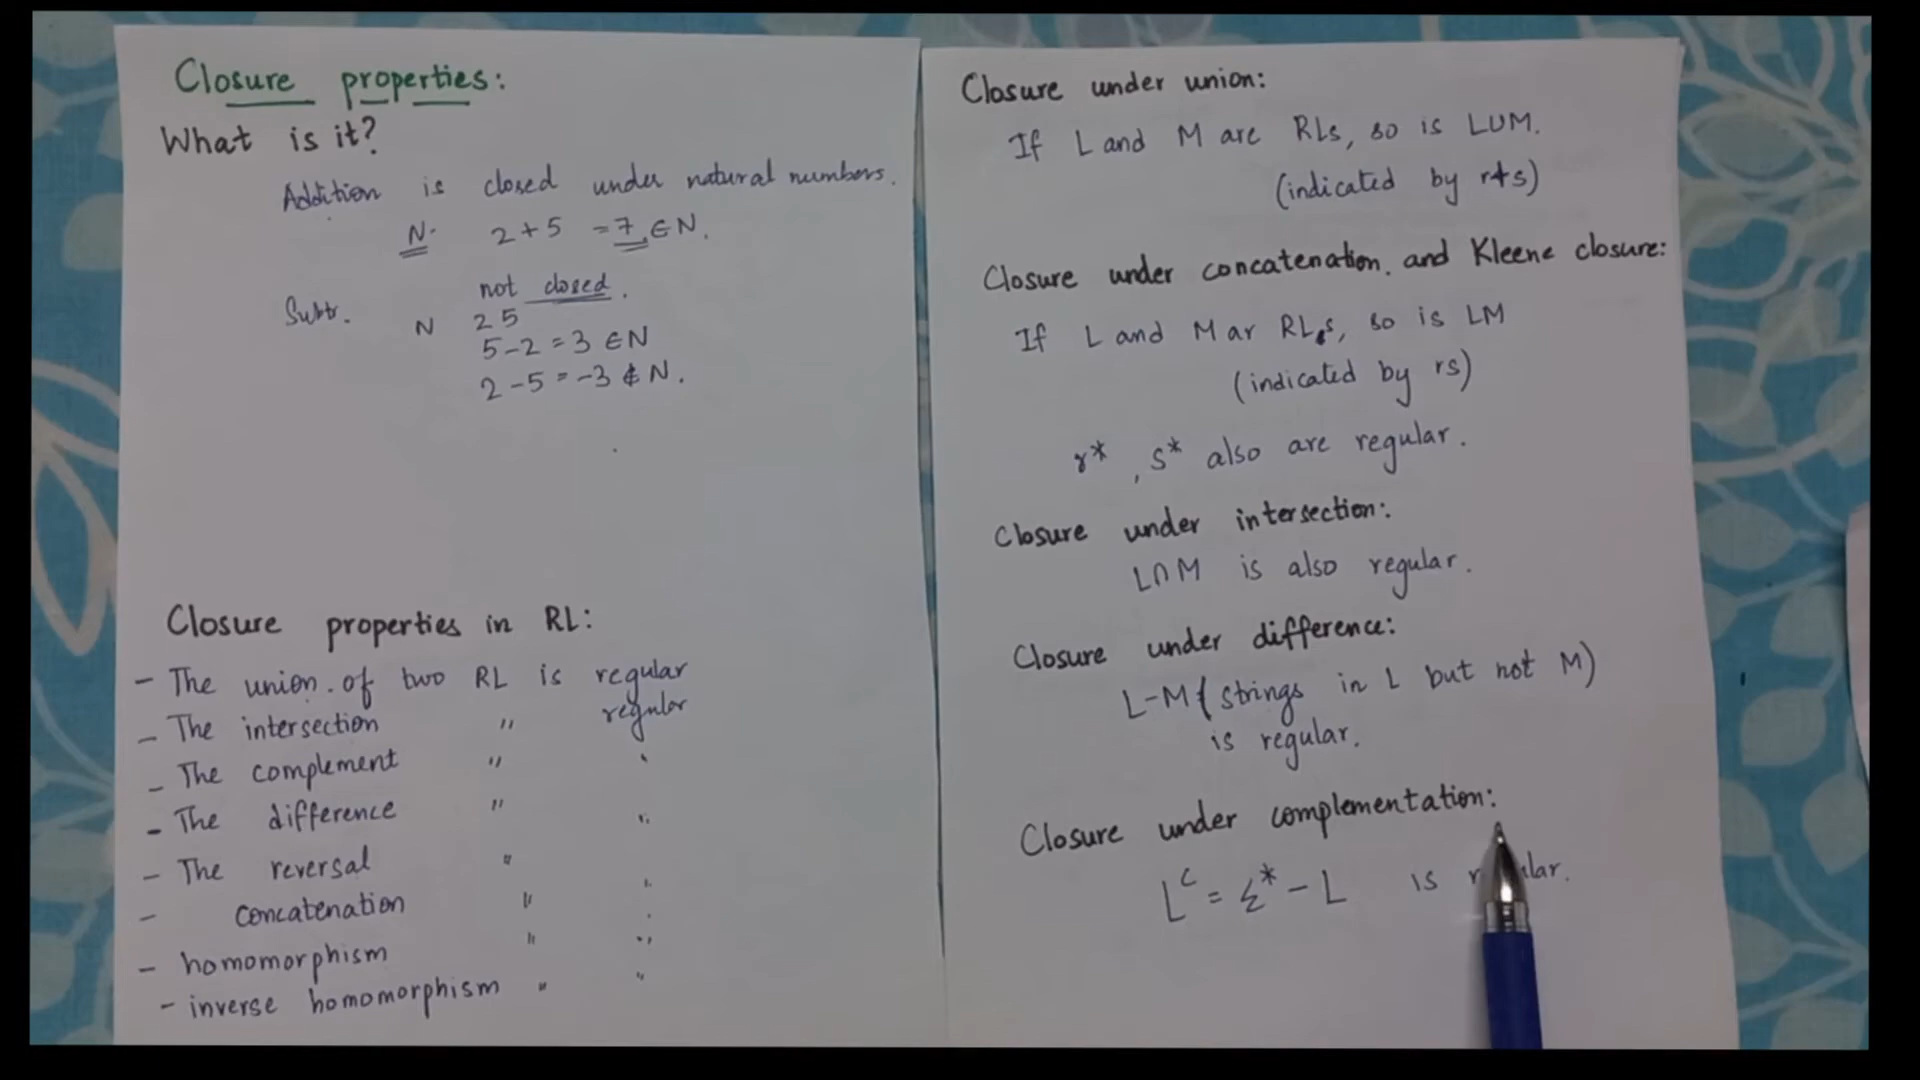 Closure properties:
What is it?
Addition is closed under natural numbers.
N. 2+5 =7 ∈N.
not closed.
Subtr. N 2 5
5-2=3 ∈N
2-5=-3 ∉ N.
Closure properties in RL:
- The union of two RL is regular
- The intersection " regular
- The complement " "
- The difference " "
- The reversal " "
- concatenation " "
- homomorphism " "
- inverse homomorphism " "
Closure under union:
If L and M are RLs, so is LUM.
(indicated by r+s)
Closure under concatenation. and Kleene closure:
If L and M ar RLs, so is LM
(indicated by rs)
r*, s* also are regular.
Closure under intersection:
L∩M is also regular.
Closure under difference:
L-M{strings in L but not M)
is regular.
Closure under complementation:
L^c = Σ* - L is